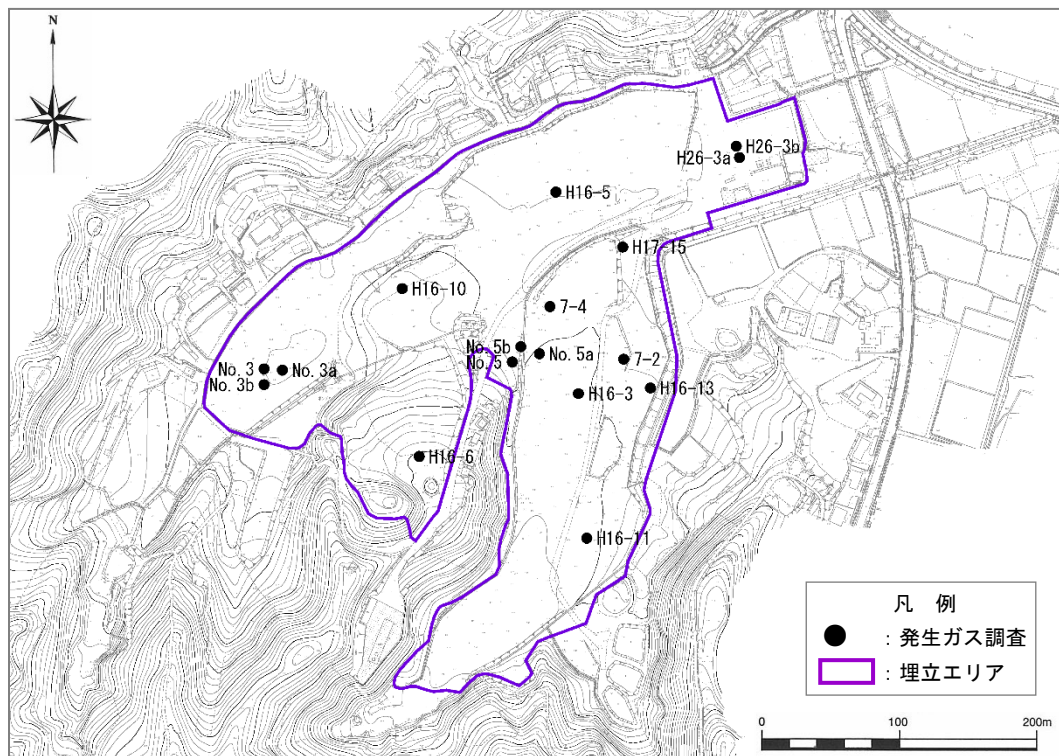 N
H26-3b
H26-3a
H16-5
H17-15
H16-10
7-4
No. 5b
No. 5a
No. 5
7-2
No. 3
No. 3a
No. 3b
H16-13
H16-3
H16-6
H16-11
凡 例
● : 発生ガス調査
: 埋立エリア
0 100 200m